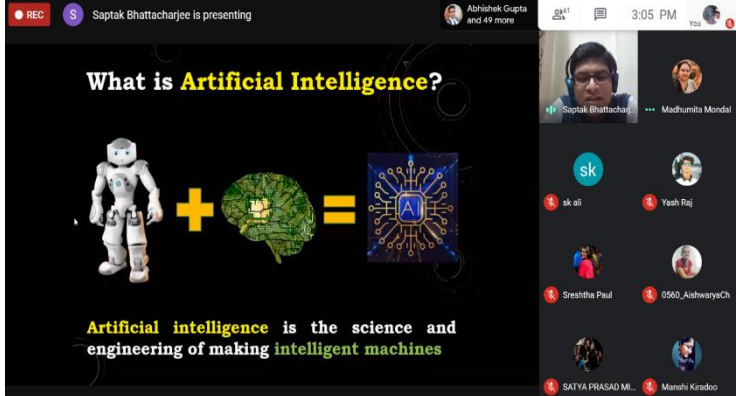 REC
S
Saptak Bhattacharjee is presenting
Abhishek Gupta
and 49 more
61
3:05 PM
You
What is Artificial Intelligence?
AI
Artificial intelligence is the science and
engineering of making intelligent machines
Saptak Bhattacharj...
Madhumita Mondal
sk
sk ali
Yash Raj
Sreshtha Paul
0560_AishwaryaCh
SATYA PRASAD MI...
Manshi Kiradoo